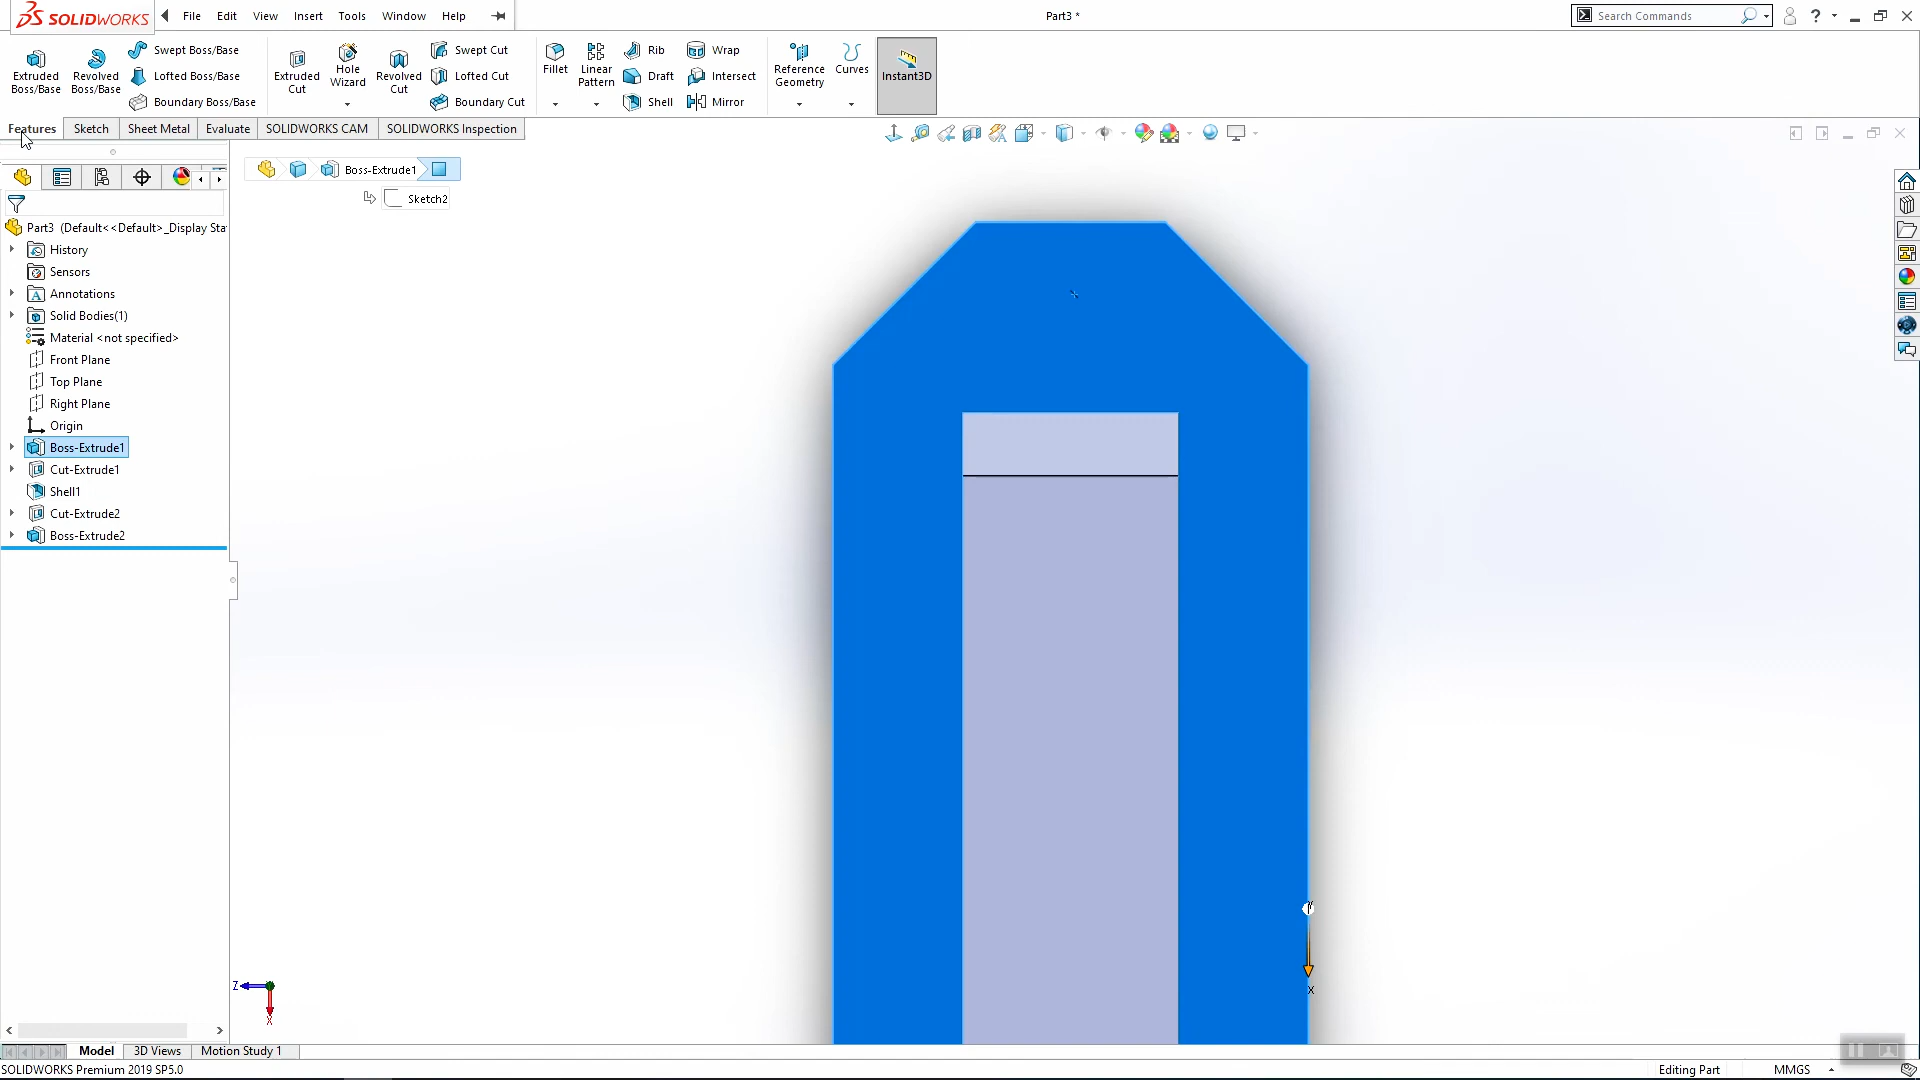 SOLIDWORKS File Edit View Insert Tools Window Help Part3 * Search Commands ?
Extruded Boss/Base
Revolved Boss/Base
Swept Boss/Base
Lofted Boss/Base
Boundary Boss/Base
Extruded Cut
Hole Wizard
Revolved Cut
Swept Cut
Lofted Cut
Boundary Cut
Fillet
Linear Pattern
Rib
Draft
Shell
Wrap
Intersect
Mirror
Reference Geometry
Curves
Instant3D
Features Sketch Sheet Metal Evaluate SOLIDWORKS CAM SOLIDWORKS Inspection
Boss-Extrude1
Sketch2
Part3 (Default<<Default>_Display Sta
History
Sensors
Annotations
Solid Bodies(1)
Material <not specified>
Front Plane
Top Plane
Right Plane
Origin
Boss-Extrude1
Cut-Extrude1
Shell1
Cut-Extrude2
Boss-Extrude2
Y
X
Z
X
Model 3D Views Motion Study 1
SOLIDWORKS Premium 2019 SP5.0 Editing Part MMGS